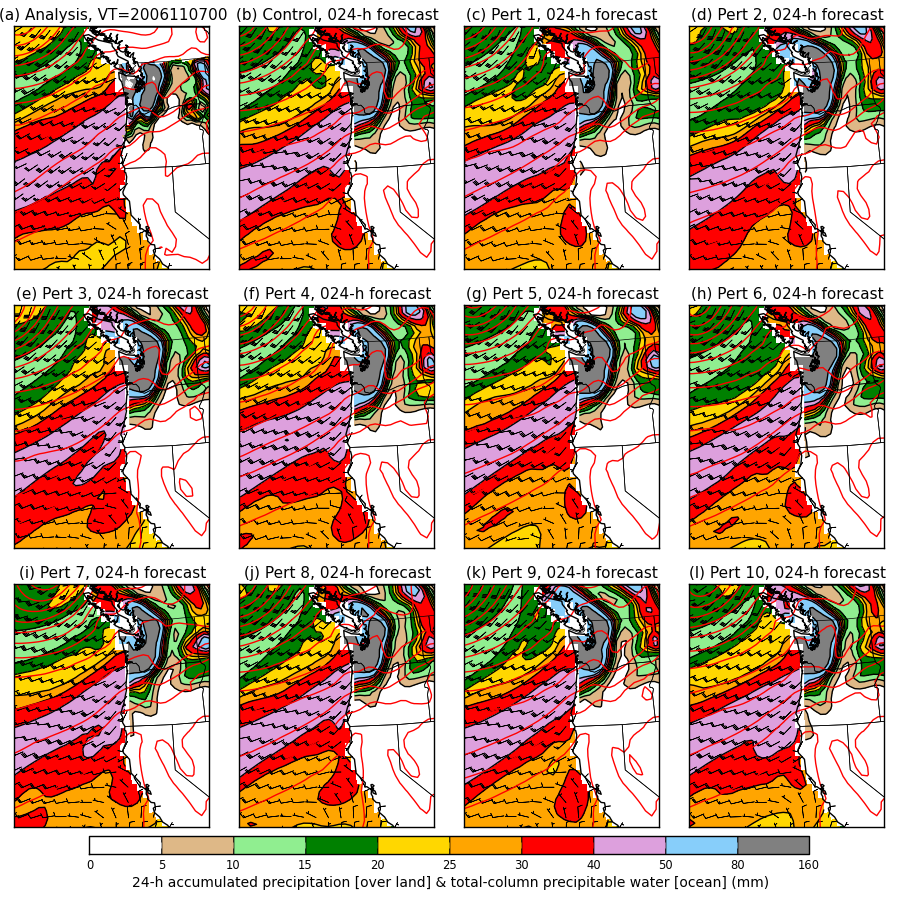 (a) Analysis, VT=2006110700 (b) Control, 024-h forecast (c) Pert 1, 024-h forecast (d) Pert 2, 024-h forecast
(e) Pert 3, 024-h forecast (f) Pert 4, 024-h forecast (g) Pert 5, 024-h forecast (h) Pert 6, 024-h forecast
(i) Pert 7, 024-h forecast (j) Pert 8, 024-h forecast (k) Pert 9, 024-h forecast (l) Pert 10, 024-h forecast
0 5 10 15 20 25 30 40 50 80 160
24-h accumulated precipitation [over land] & total-column precipitable water [ocean] (mm)